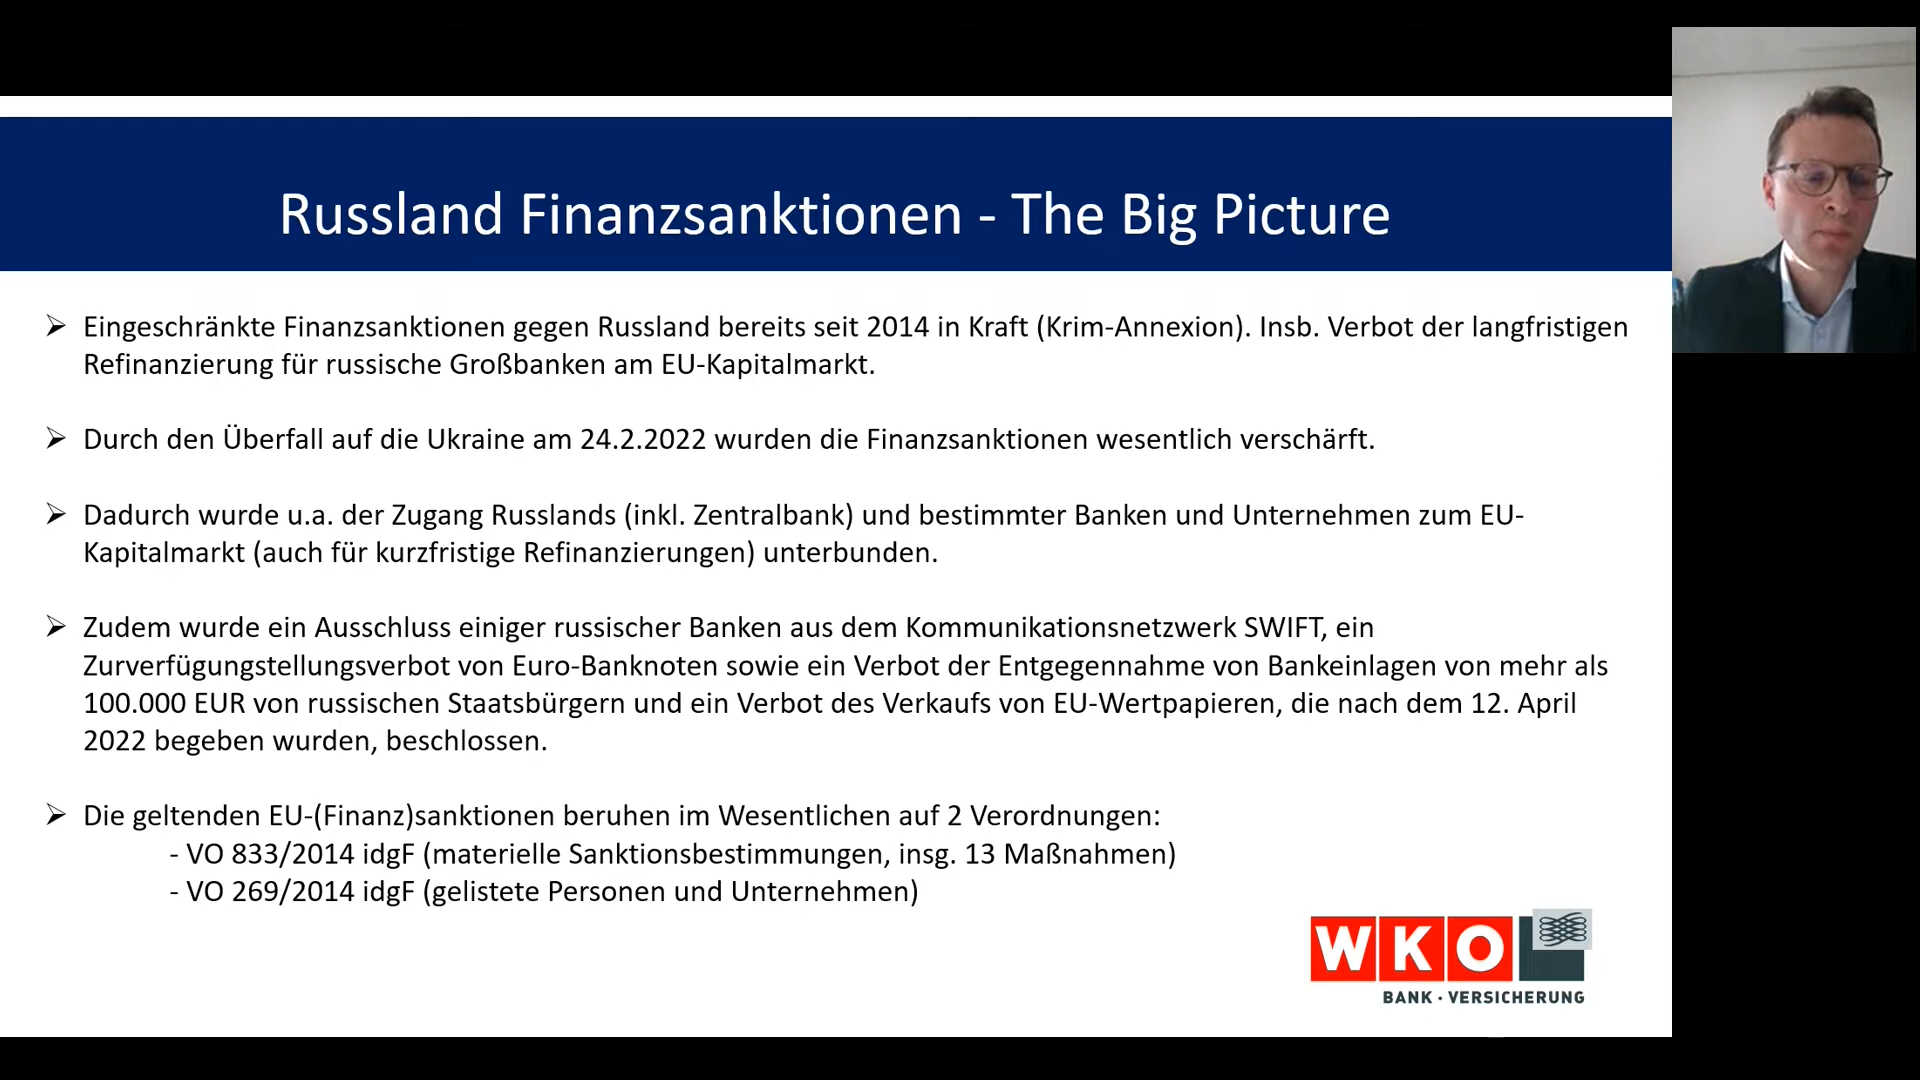 Russland Finanzsanktionen - The Big Picture
➢ Eingeschränkte Finanzsanktionen gegen Russland bereits seit 2014 in Kraft (Krim-Annexion). Insb. Verbot der langfristigen
Refinanzierung für russische Großbanken am EU-Kapitalmarkt.
➢ Durch den Überfall auf die Ukraine am 24.2.2022 wurden die Finanzsanktionen wesentlich verschärft.
➢ Dadurch wurde u.a. der Zugang Russlands (inkl. Zentralbank) und bestimmter Banken und Unternehmen zum EU-
Kapitalmarkt (auch für kurzfristige Refinanzierungen) unterbunden.
➢ Zudem wurde ein Ausschluss einiger russischer Banken aus dem Kommunikationsnetzwerk SWIFT, ein
Zurverfügungstellungsverbot von Euro-Banknoten sowie ein Verbot der Entgegennahme von Bankeinlagen von mehr als
100.000 EUR von russischen Staatsbürgern und ein Verbot des Verkaufs von EU-Wertpapieren, die nach dem 12. April
2022 begeben wurden, beschlossen.
➢ Die geltenden EU-(Finanz)sanktionen beruhen im Wesentlichen auf 2 Verordnungen:
- VO 833/2014 idgF (materielle Sanktionsbestimmungen, insg. 13 Maßnahmen)
- VO 269/2014 idgF (gelistete Personen und Unternehmen)
WKO
BANK · VERSICHERUNG